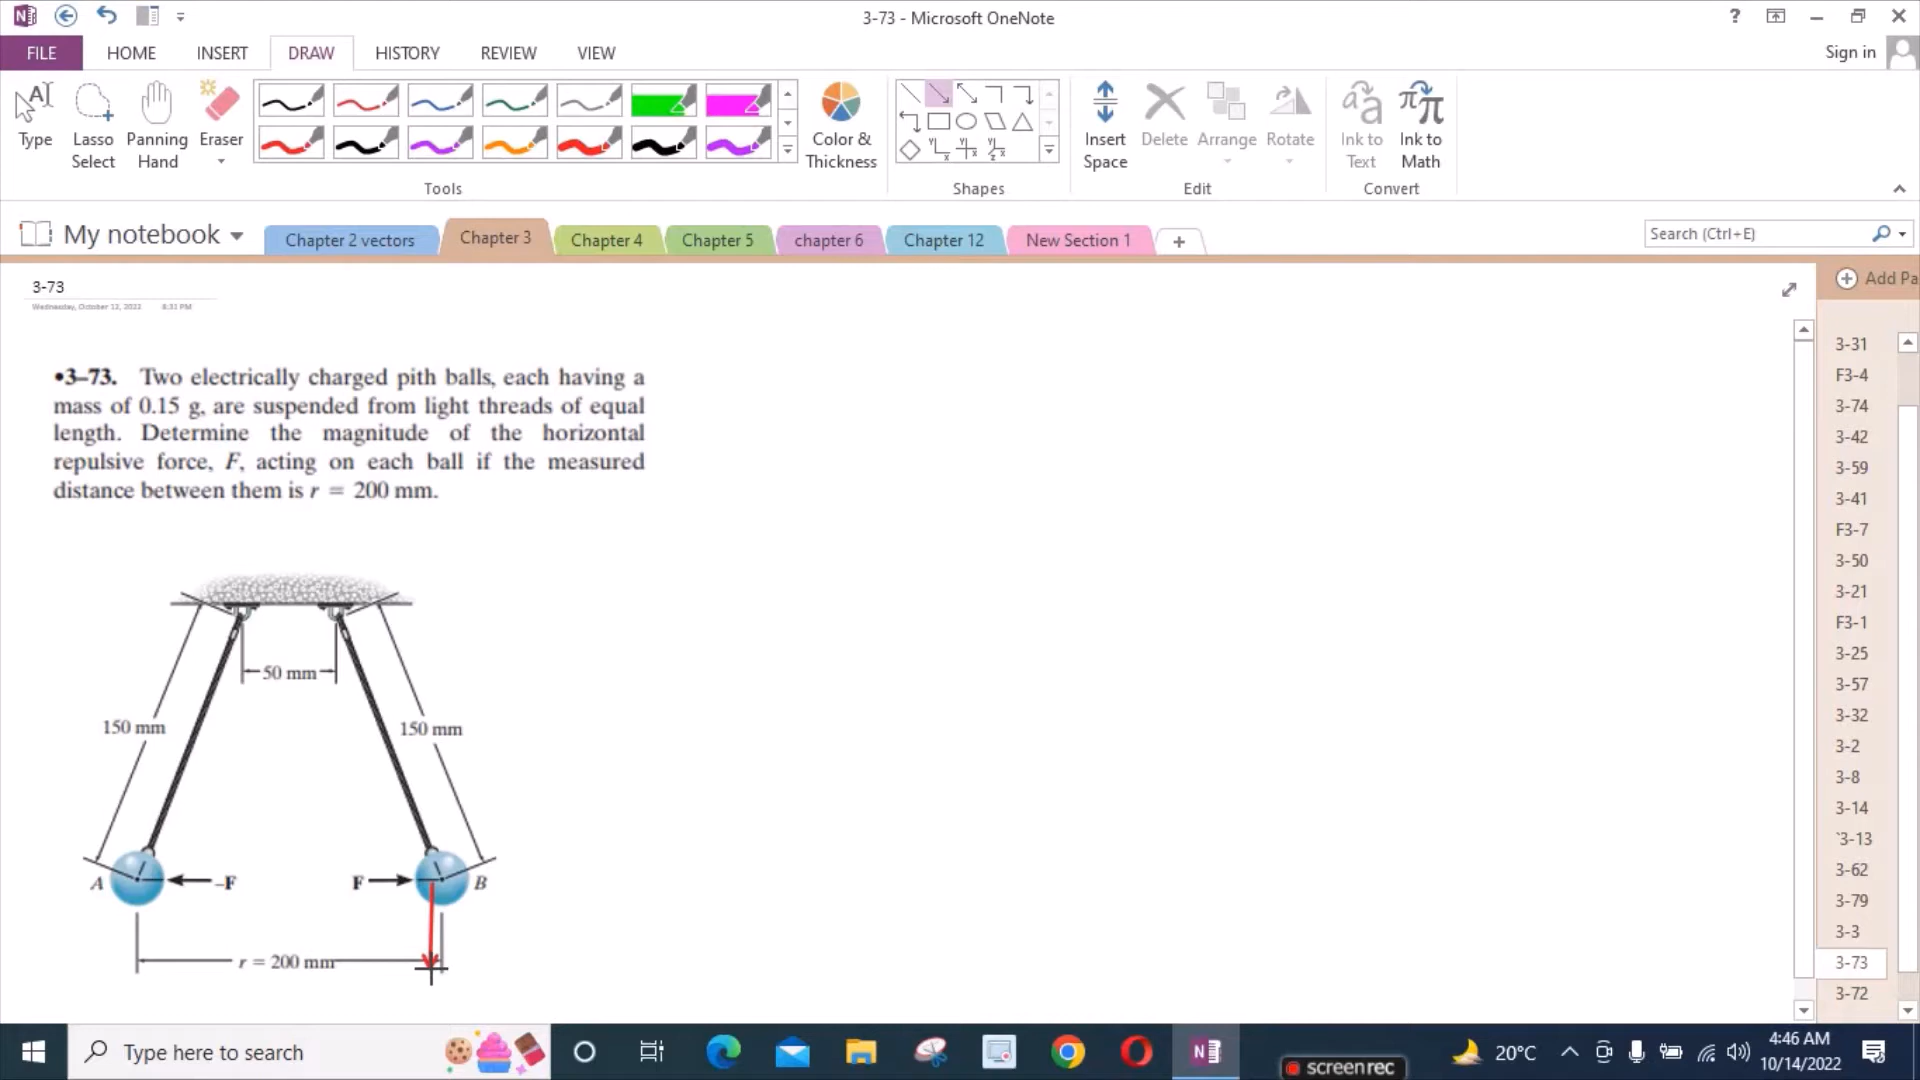 3-73 - Microsoft OneNote
?
FILE
HOME
INSERT
DRAW
HISTORY
REVIEW
VIEW
Sign in
Type
Lasso
Select
Panning
Hand
Eraser
Color &
Thickness
Insert
Space
Delete
Arrange
Rotate
Ink to
Text
Ink to
Math
Tools
Shapes
Edit
Convert
My notebook
Chapter 2 vectors
Chapter 3
Chapter 4
Chapter 5
chapter 6
Chapter 12
New Section 1
Search (Ctrl+E)
3-73
Wednesday, October 12, 2022 8:31 PM
Add Pa
•3–73. Two electrically charged pith balls, each having a
mass of 0.15 g, are suspended from light threads of equal
length. Determine the magnitude of the horizontal
repulsive force, F, acting on each ball if the measured
distance between them is r = 200 mm.
50 mm
150 mm
150 mm
A
–F
F
B
r = 200 mm
3-31
F3-4
3-74
3-42
3-59
3-41
F3-7
3-50
3-21
F3-1
3-25
3-57
3-32
3-2
3-8
3-14
`3-13
3-62
3-79
3-3
3-73
3-72
Type here to search
screenrec
20°C
4:46 AM
10/14/2022